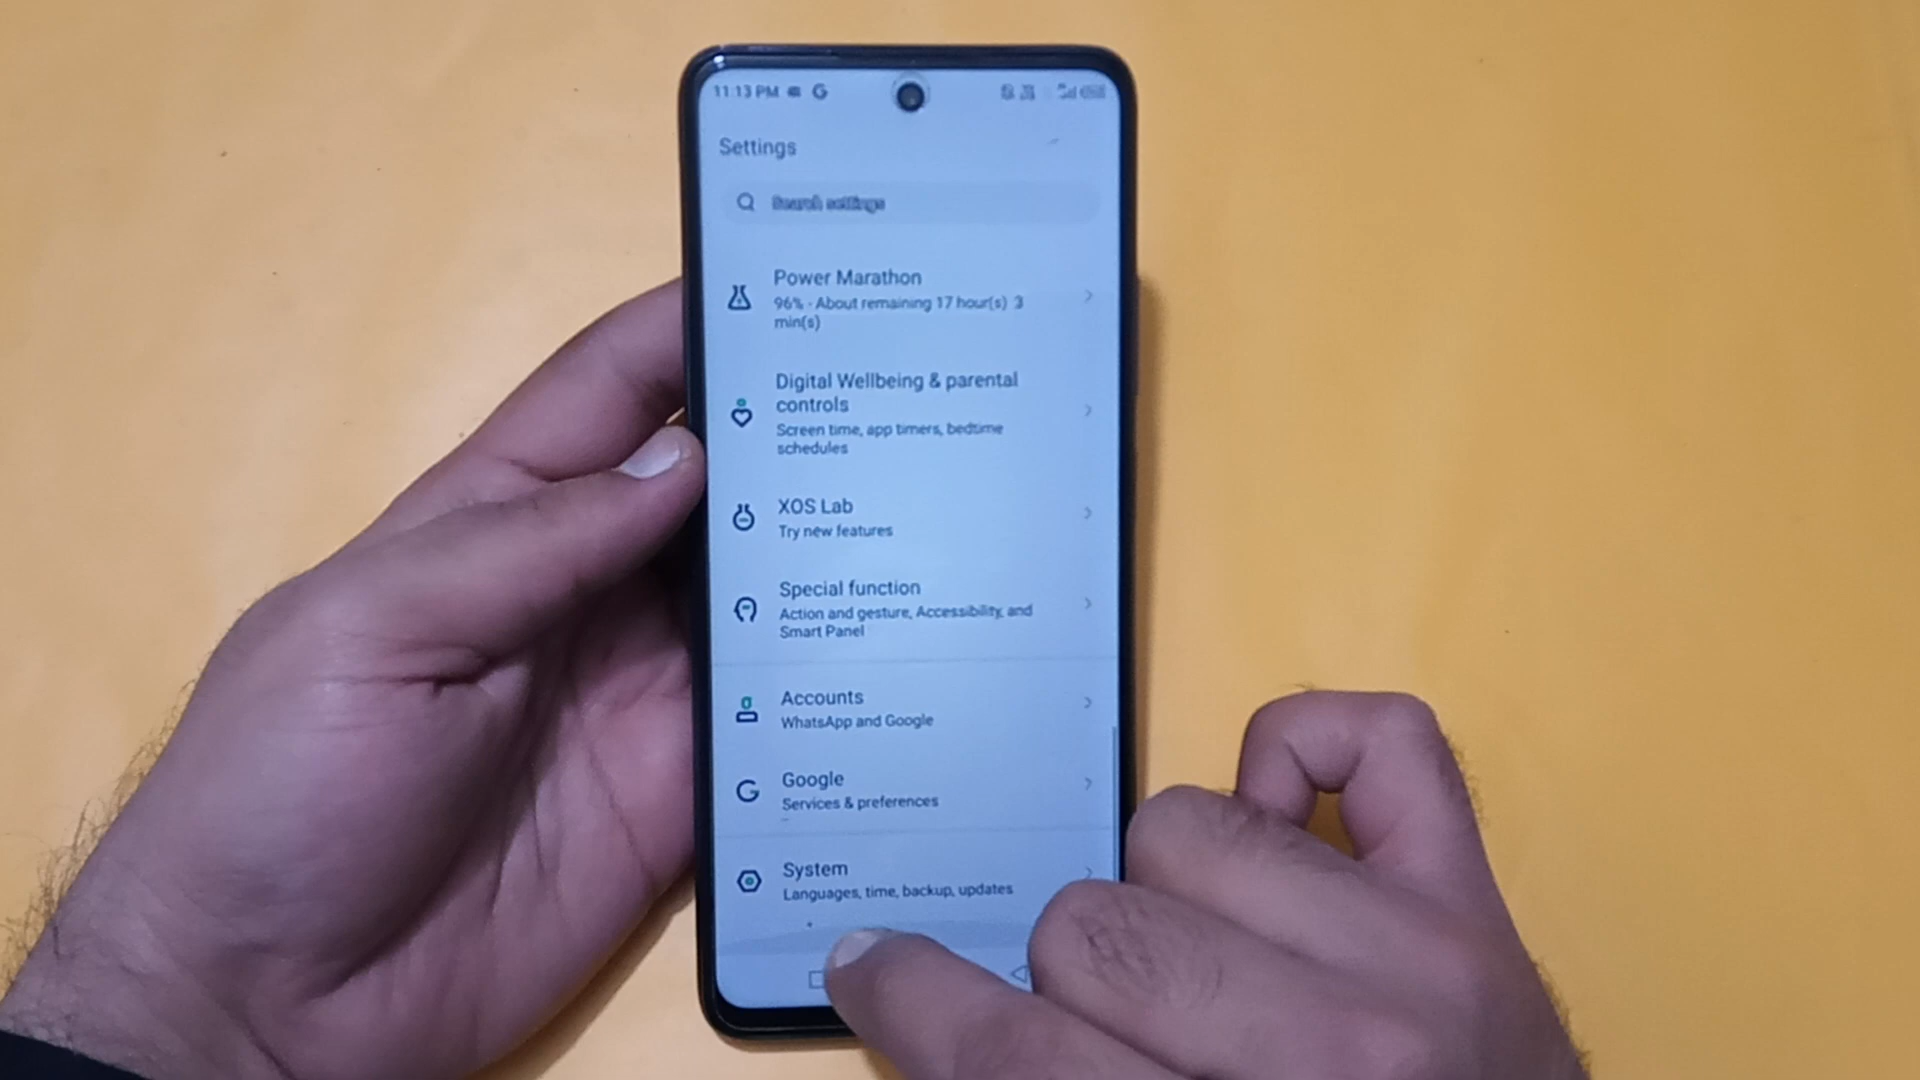 11:13 PM G
Settings
Search settings
Power Marathon
96% - About remaining 17 hour(s) 3
min(s)
Digital Wellbeing & parental
controls
Screen time, app timers, bedtime
schedules
XOS Lab
Try new features
Special function
Action and gesture, Accessibility, and
Smart Panel
Accounts
WhatsApp and Google
Google
Services & preferences
System
Languages, time, backup, updates